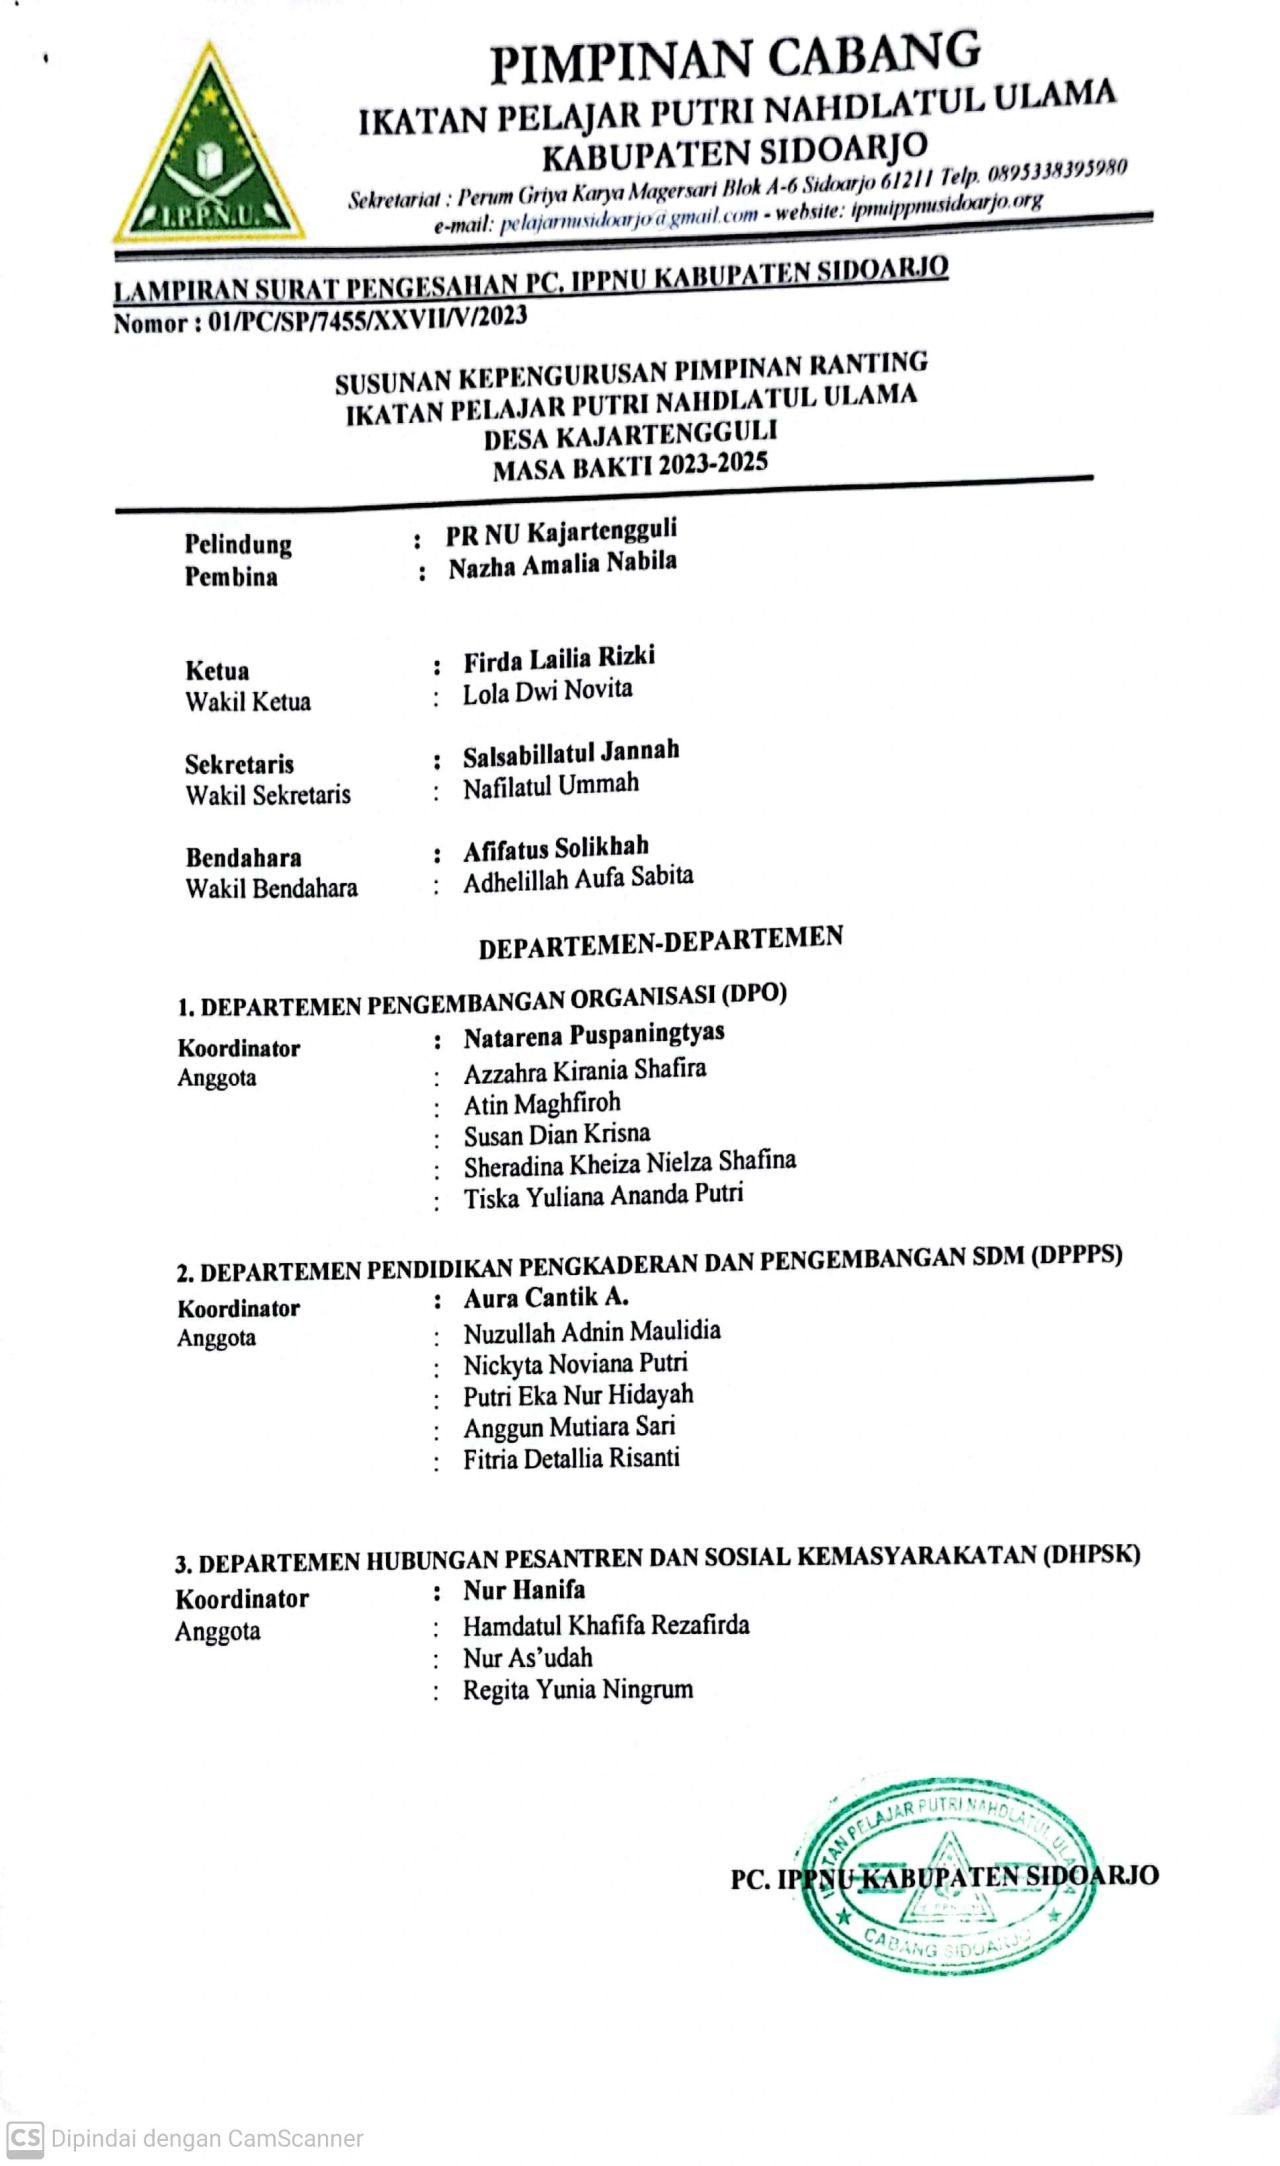 PIMPINAN CABANG
IKATAN PELAJAR PUTRI NAHDLATUL ULAMA
KABUPATEN SIDOARJO
Sekretariat : Perum Griya Karya Magersari Blok A-6 Sidoarjo 61211 Telp. 0895338395980
e-mail: pelajarnusidoarjo@gmail.com - website: ipnuippnusidoarjo.org
I.P.P.N.U.
LAMPIRAN SURAT PENGESAHAN PC. IPPNU KABUPATEN SIDOARJO
Nomor : 01/PC/SP/7455/XXVII/V/2023
SUSUNAN KEPENGURUSAN PIMPINAN RANTING
IKATAN PELAJAR PUTRI NAHDLATUL ULAMA
DESA KAJARTENGGULI
MASA BAKTI 2023-2025
Pelindung : PR NU Kajartengguli
Pembina : Nazha Amalia Nabila
Ketua : Firda Lailia Rizki
Wakil Ketua : Lola Dwi Novita
Sekretaris : Salsabillatul Jannah
Wakil Sekretaris : Nafilatul Ummah
Bendahara : Afifatus Solikhah
Wakil Bendahara : Adhelillah Aufa Sabita
DEPARTEMEN-DEPARTEMEN
1. DEPARTEMEN PENGEMBANGAN ORGANISASI (DPO)
Koordinator : Natarena Puspaningtyas
Anggota : Azzahra Kirania Shafira
: Atin Maghfiroh
: Susan Dian Krisna
: Sheradina Kheiza Nielza Shafina
: Tiska Yuliana Ananda Putri
2. DEPARTEMEN PENDIDIKAN PENGKADERAN DAN PENGEMBANGAN SDM (DPPPS)
Koordinator : Aura Cantik A.
Anggota : Nuzullah Adnin Maulidia
: Nickyta Noviana Putri
: Putri Eka Nur Hidayah
: Anggun Mutiara Sari
: Fitria Detallia Risanti
3. DEPARTEMEN HUBUNGAN PESANTREN DAN SOSIAL KEMASYARAKATAN (DHPSK)
Koordinator : Nur Hanifa
Anggota : Hamdatul Khafifa Rezafirda
: Nur As'udah
: Regita Yunia Ningrum
IKATAN PELAJAR PUTRI NAHDLATUL ULAMA
PC. IPPNU KABUPATEN SIDOARJO
CABANG SIDOARJO
CS Dipindai dengan CamScanner